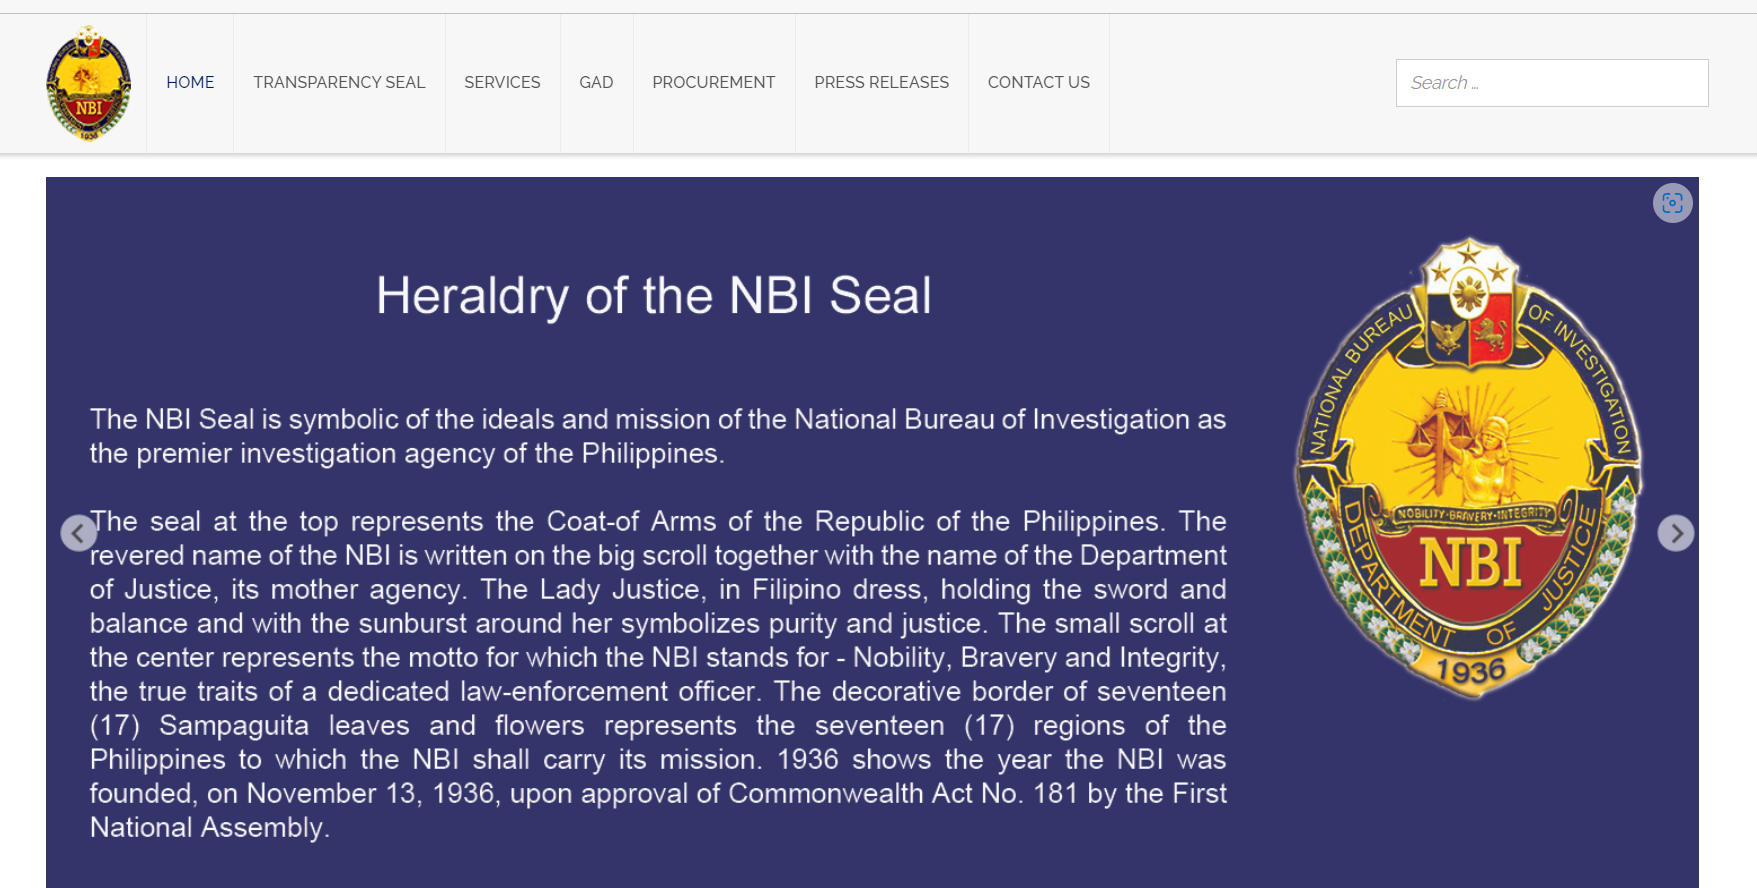 NBI
1936
HOME
TRANSPARENCY SEAL
SERVICES
GAD
PROCUREMENT
PRESS RELEASES
CONTACT US
Search ...
Heraldry of the NBI Seal
The NBI Seal is symbolic of the ideals and mission of the National Bureau of Investigation as
the premier investigation agency of the Philippines.
The seal at the top represents the Coat-of Arms of the Republic of the Philippines. The
revered name of the NBI is written on the big scroll together with the name of the Department
of Justice, its mother agency. The Lady Justice, in Filipino dress, holding the sword and
balance and with the sunburst around her symbolizes purity and justice. The small scroll at
the center represents the motto for which the NBI stands for - Nobility, Bravery and Integrity,
the true traits of a dedicated law-enforcement officer. The decorative border of seventeen
(17) Sampaguita leaves and flowers represents the seventeen (17) regions of the
Philippines to which the NBI shall carry its mission. 1936 shows the year the NBI was
founded, on November 13, 1936, upon approval of Commonwealth Act No. 181 by the First
National Assembly.
NATIONAL BUREAU OF INVESTIGATION
NOBILITY·BRAVERY·INTEGRITY
NBI
DEPARTMENT OF JUSTICE
1936